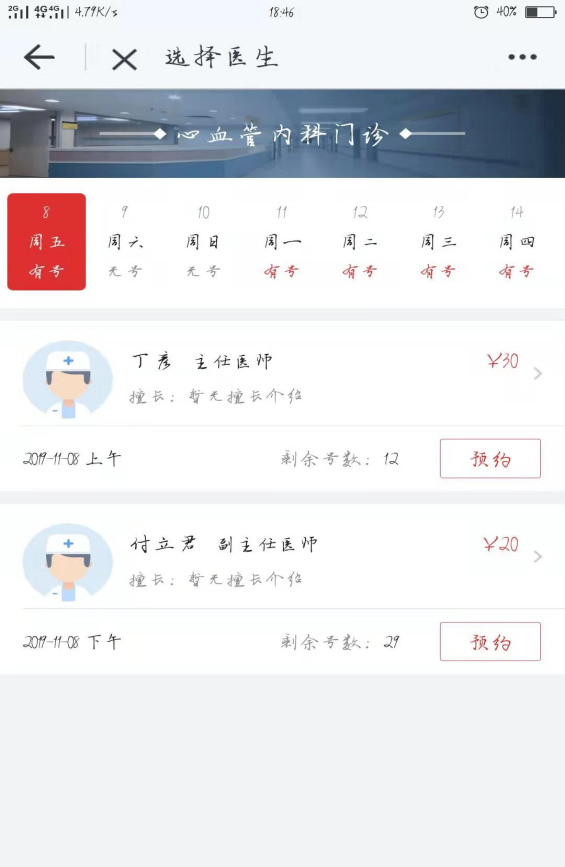 2G 4G 4G 4.79K/s 18:46 40%
选择医生
心血管内科门诊
8 9 10 11 12 13 14
周五 周六 周日 周一 周二 周三 周四
有号 无号 无号 有号 有号 有号 有号
丁彦 主任医师 ¥30
擅长：暂无擅长介绍
2019-11-08 上午 剩余号数：12 预约
付立君 副主任医师 ¥20
擅长：暂无擅长介绍
2019-11-08 下午 剩余号数：29 预约